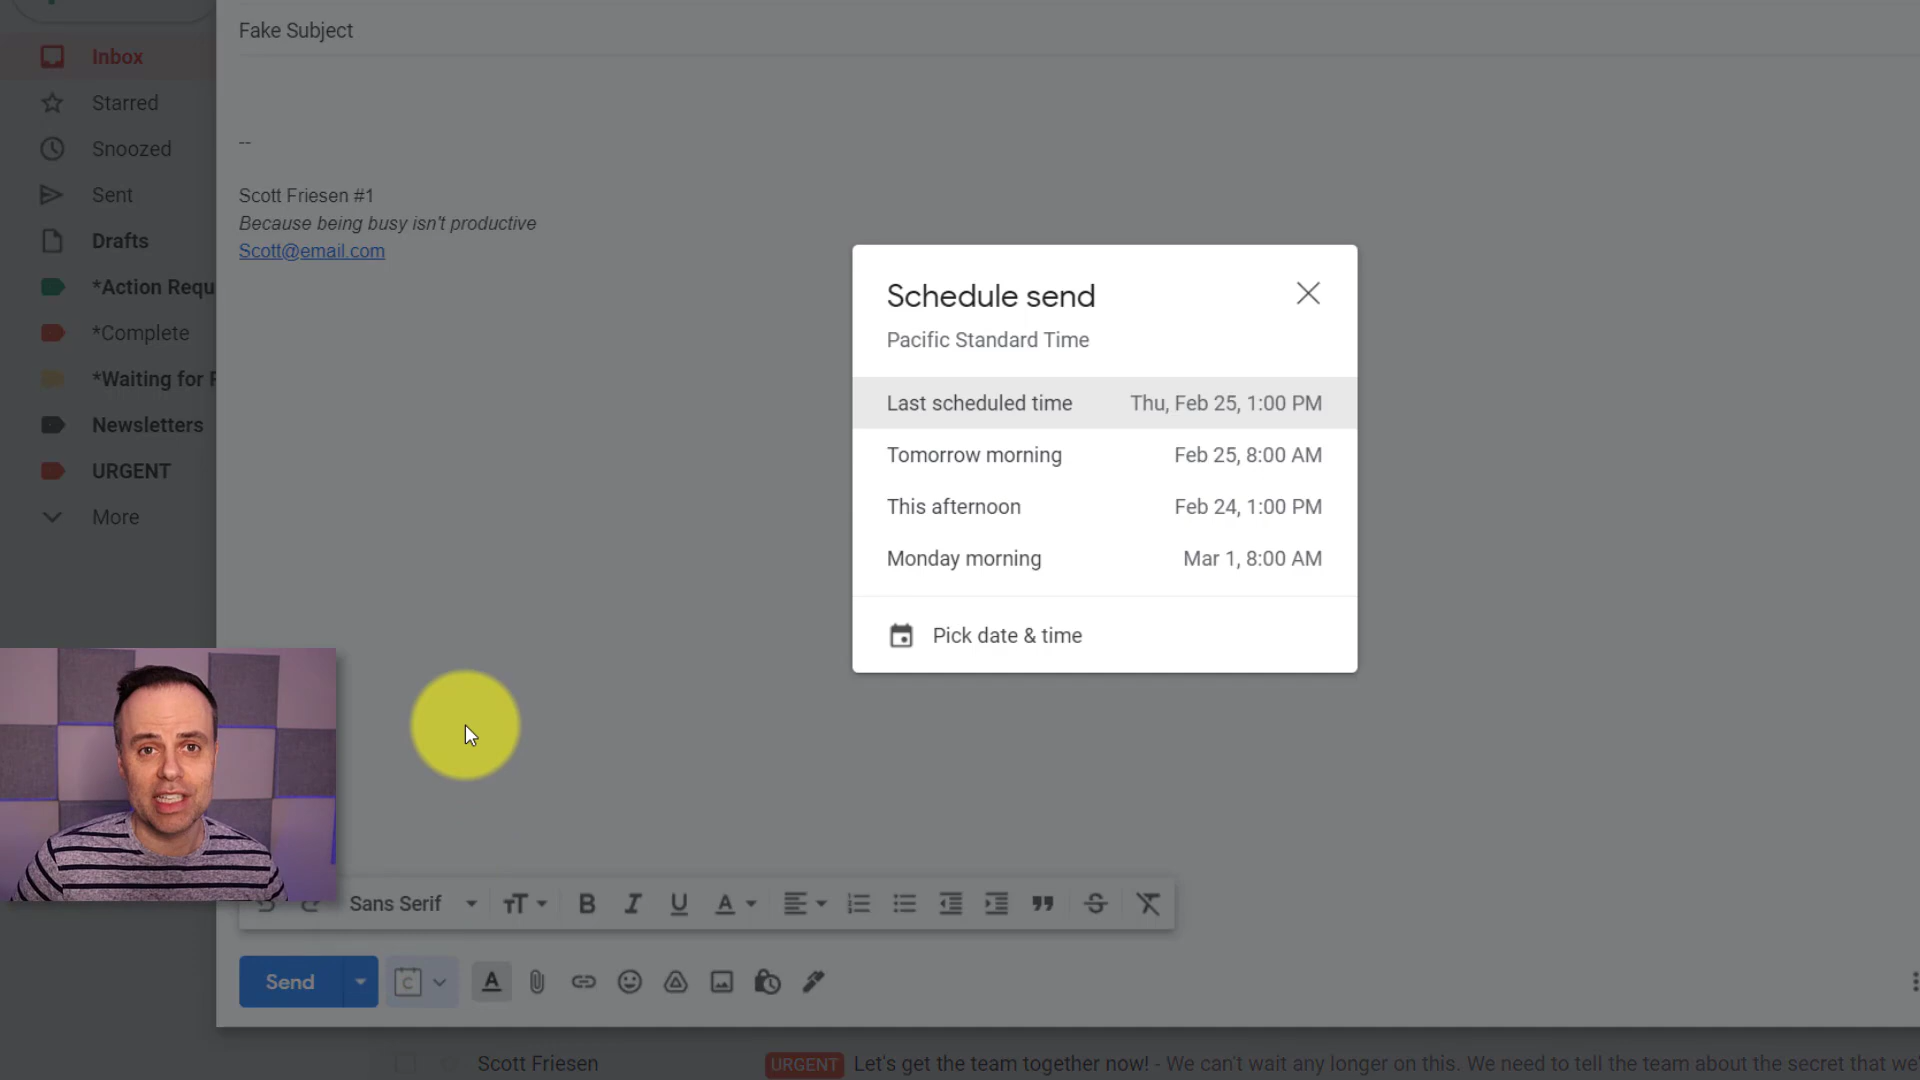 Fake Subject
Inbox
Starred
Snoozed
Sent
Drafts
*Action Requ
*Complete
*Waiting for
Newsletters
URGENT
More
--
Scott Friesen #1
Because being busy isn't productive
Scott@email.com
Schedule send
Pacific Standard Time
Last scheduled time Thu, Feb 25, 1:00 PM
Tomorrow morning Feb 25, 8:00 AM
This afternoon Feb 24, 1:00 PM
Monday morning Mar 1, 8:00 AM
Pick date & time
Sans Serif
Send
Scott Friesen URGENT Let's get the team together now! - We can't wait any longer on this. We need to tell the team about the secret that we'